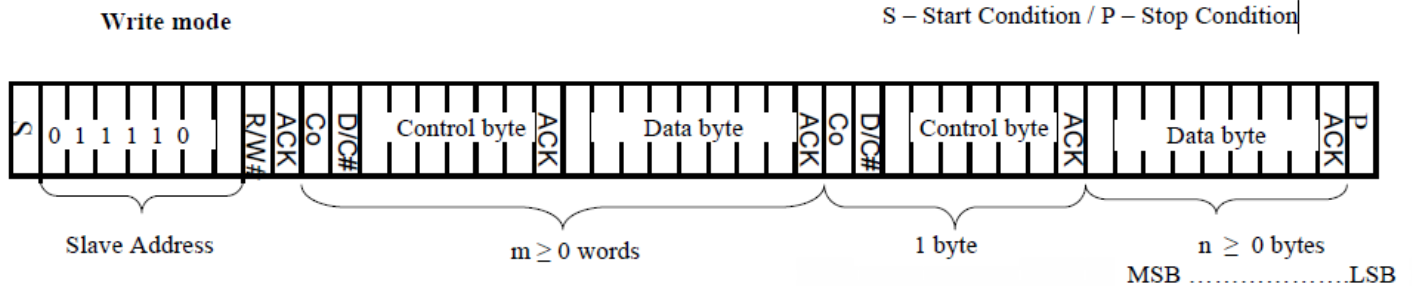 Write mode
S – Start Condition / P – Stop Condition
S 0 1 1 1 1 0 R/W# ACK Co D/C# Control byte ACK Data byte ACK Co D/C# Control byte ACK Data byte ACK P
Slave Address
m ≥ 0 words
1 byte
n ≥ 0 bytes
MSB ....................LSB